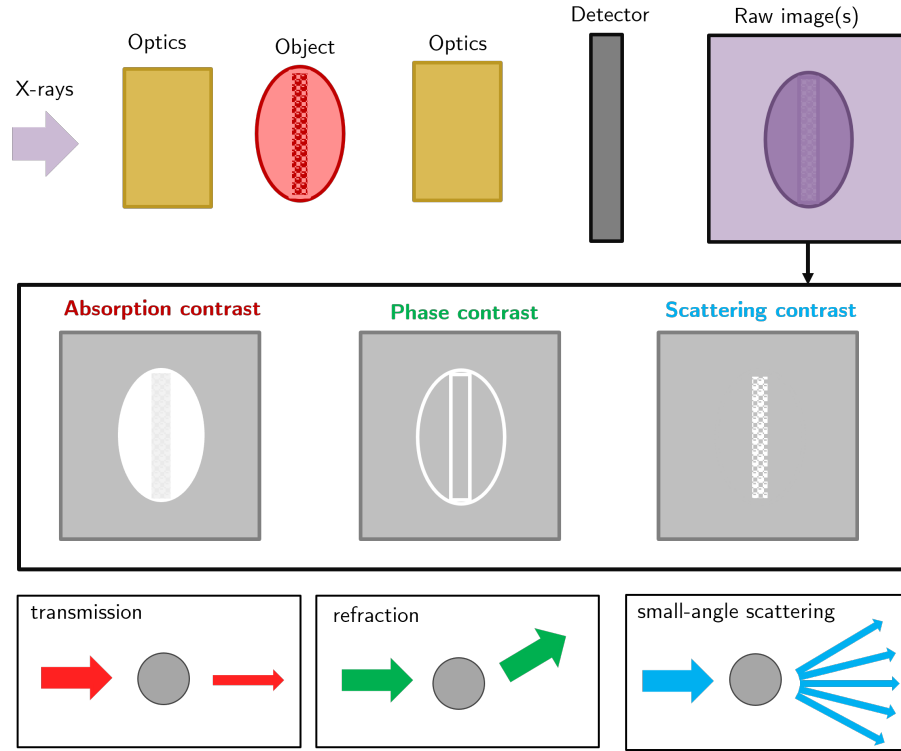 X-rays
Optics
Object
Optics
Detector
Raw image(s)
Absorption contrast
Phase contrast
Scattering contrast
transmission
refraction
small-angle scattering